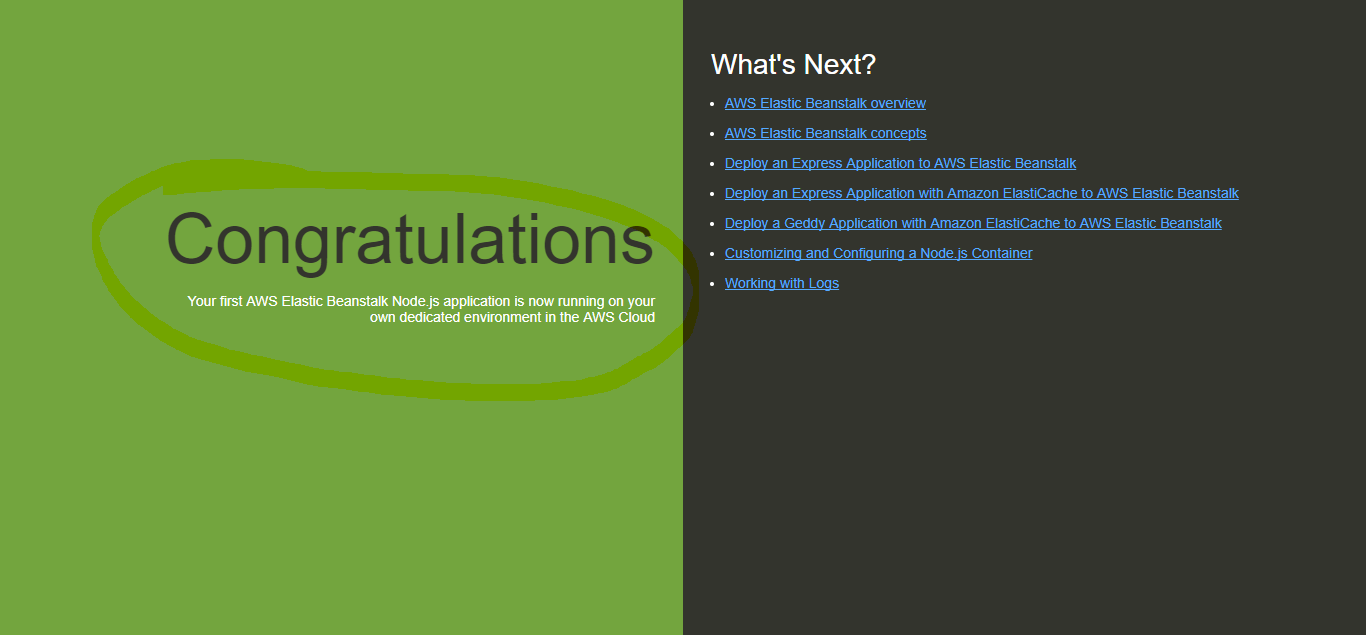 Congratulations
Your first AWS Elastic Beanstalk Node.js application is now running on your
own dedicated environment in the AWS Cloud
What's Next?
AWS Elastic Beanstalk overview
AWS Elastic Beanstalk concepts
Deploy an Express Application to AWS Elastic Beanstalk
Deploy an Express Application with Amazon ElastiCache to AWS Elastic Beanstalk
Deploy a Geddy Application with Amazon ElastiCache to AWS Elastic Beanstalk
Customizing and Configuring a Node.js Container
Working with Logs